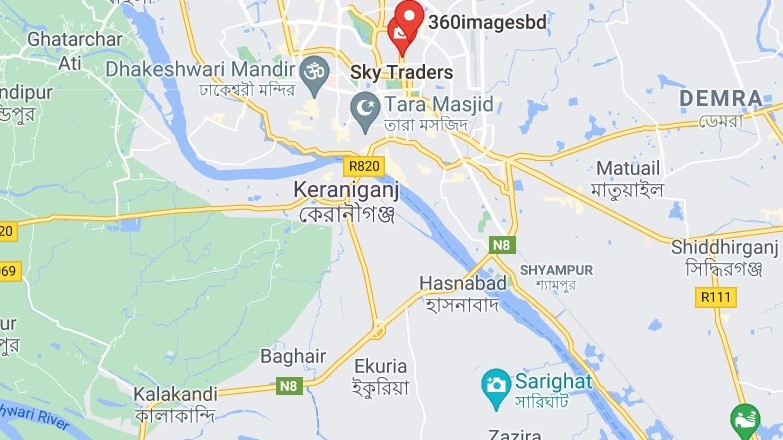 360imagesbd
Ghatarchar
Ati
Dhakeshwari Mandir
ঢাকেশ্বরী মন্দির
Sky Traders
DEMRA
ডেমরা
ndipur
ন্ডিপুর
Tara Masjid
তারা মসজিদ
R820
Matuail
মাতুয়াইল
Keraniganj
কেরানীগঞ্জ
20
N8
Shiddhirganj
সিদ্ধিরগঞ্জ
069
Hasnabad
হাসনাবাদ
SHYAMPUR
শ্যামপুর
R111
ur
পুর
Baghair
Ekuria
ইকুরিয়া
N8
Kalakandi
কালাকান্দি
Sarighat
সারিঘাট
hwari River
Zazira